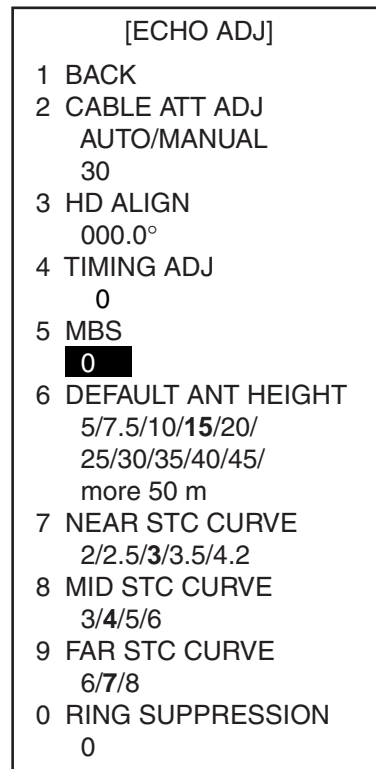 [ECHO ADJ]
1 BACK
2 CABLE ATT ADJ
AUTO/MANUAL
30
3 HD ALIGN
000.0°
4 TIMING ADJ
0
5 MBS
0
6 DEFAULT ANT HEIGHT
5/7.5/10/15/20/
25/30/35/40/45/
more 50 m
7 NEAR STC CURVE
2/2.5/3/3.5/4.2
8 MID STC CURVE
3/4/5/6
9 FAR STC CURVE
6/7/8
0 RING SUPPRESSION
0